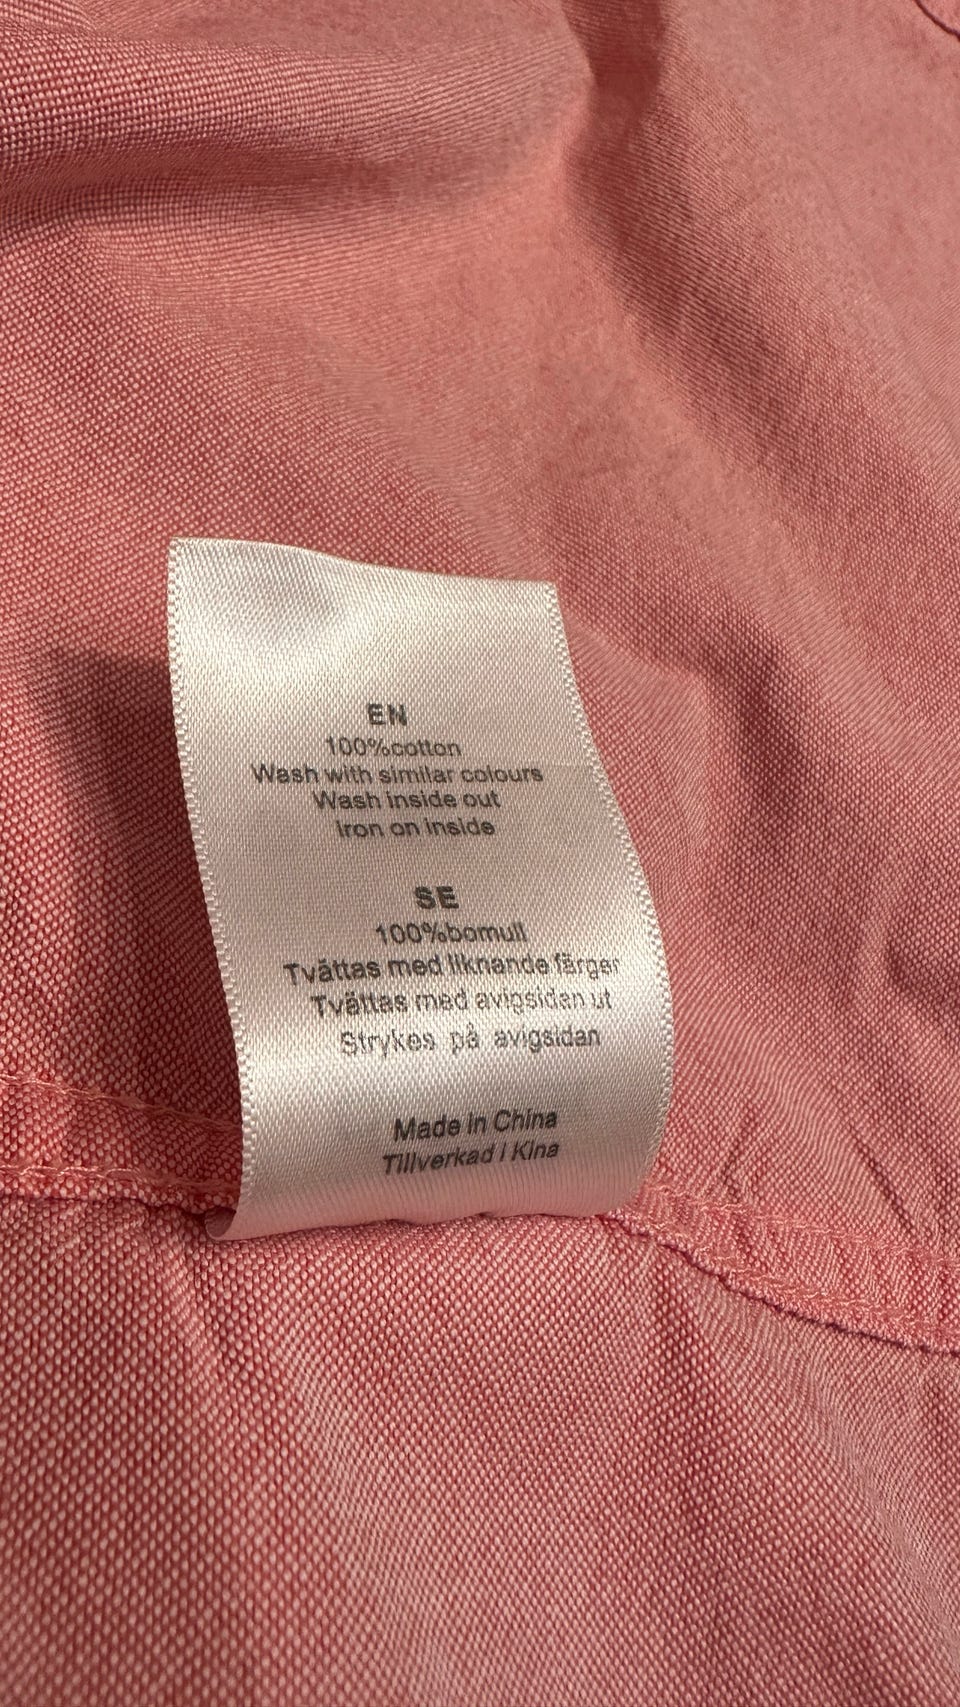 EN
100%cotton
Wash with similar colours
Wash inside out
Iron on inside
SE
100%bomull
Tvättas med liknande färger
Tvättas med avigsidan ut
Strykes på avigsidan
Made in China
Tillverkad i Kina